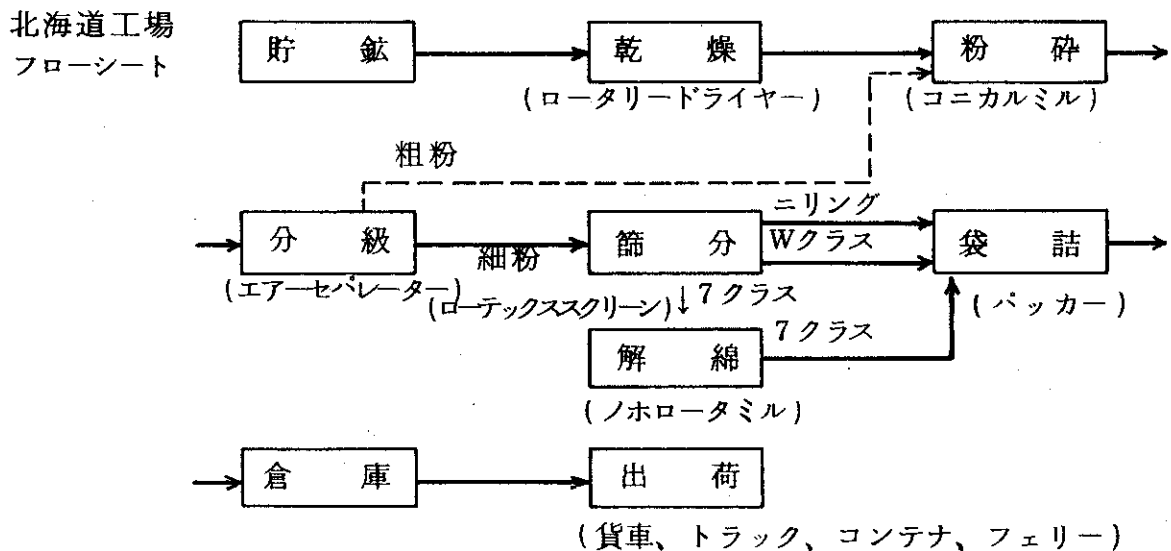 北海道工場
フローシート
貯鉱
乾燥
(ロータリードライヤー)
粉砕
(コニカルミル)
粗粉
分級
(エアーセパレーター)
細粉
篩分
(ローテックススクリーン)
ニリング
Wクラス
↓7クラス
袋詰
(パッカー)
解綿
(ノホロータミル)
7クラス
倉庫
出荷
(貨車、トラック、コンテナ、フェリー)